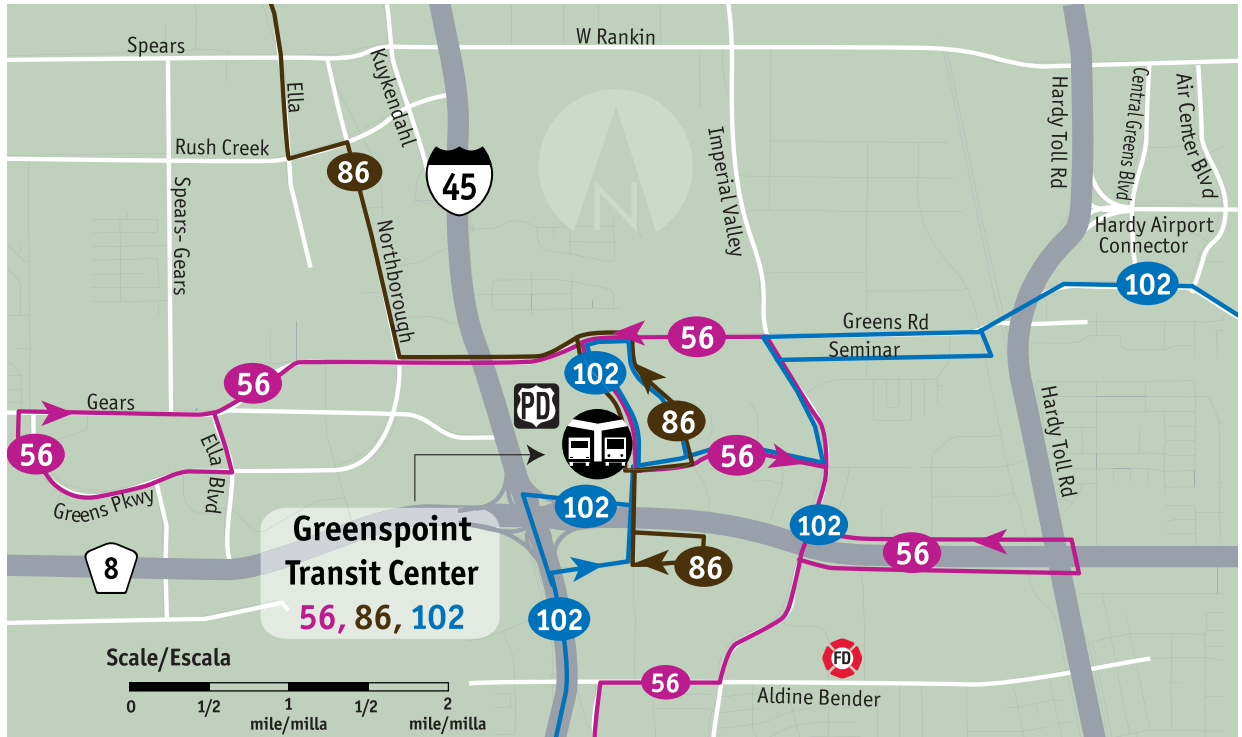 Spears
W Rankin
Ella
Kuykendahl
Hardy Toll Rd
Central Greens Blvd
Air Center Blvd
Rush Creek
86
45
Imperial Valley
Spears- Gears
Northborough
N
Hardy Airport
Connector
102
Greens Rd
56
Seminar
102
56
Gears
PD
86
Hardy Toll Rd
56
Ella Blvd
56
Greens Pkwy
102
102
56
8
Greenspoint
Transit Center
56, 86, 102
86
102
Scale/Escala
0 1/2 1 1/2 2
mile/milla mile/milla
FD
56
Aldine Bender